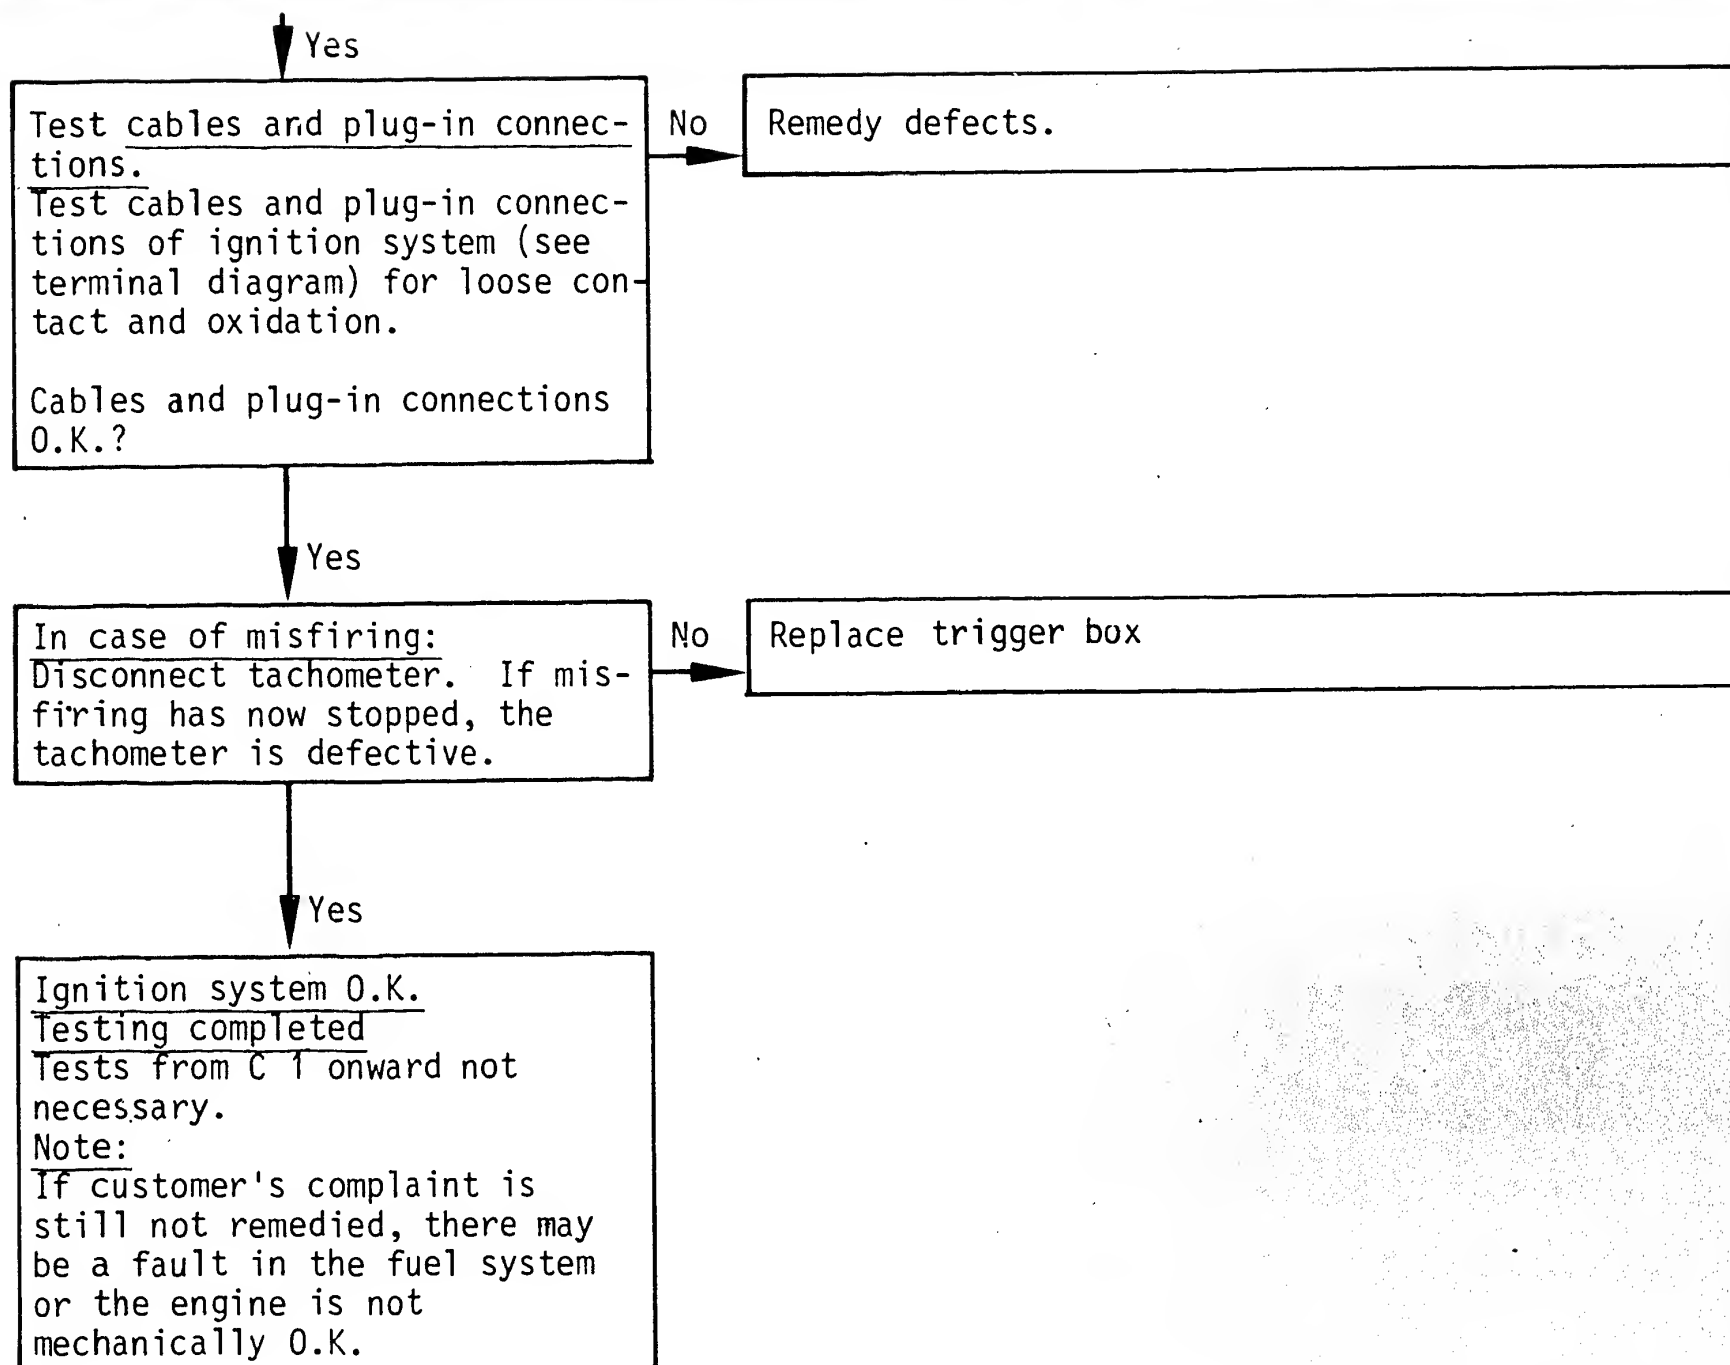 Yes
Test cables and plug-in connec-
tions.
Test cables and plug-in connec-
tions of ignition system (see
terminal diagram) for loose con-
tact and oxidation.
Cables and plug-in connections
O.K.?
No
Remedy defects.
Yes
In case of misfiring:
Disconnect tachometer. If mis-
firing has now stopped, the
tachometer is defective.
No
Replace trigger box
Yes
Ignition system O.K.
Testing completed
Tests from C 1 onward not
necessary.
Note:
If customer's complaint is
still not remedied, there may
be a fault in the fuel system
or the engine is not
mechanically O.K.